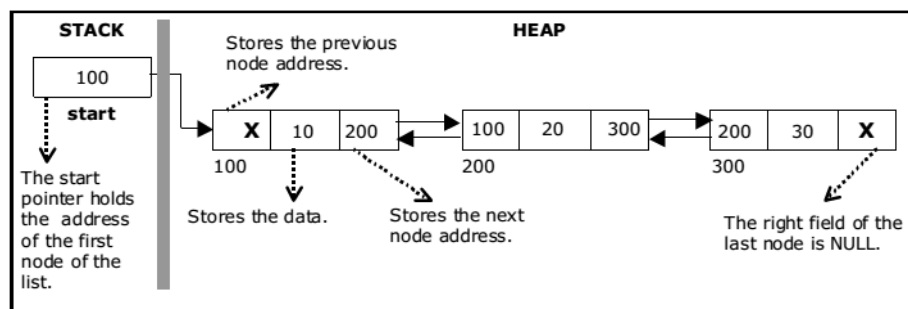 STACK
HEAP
100
start
Stores the previous
node address.
X 10 200
100
100 20 300
200
200 30 X
300
The start
pointer holds
the address
of the first
node of the
list.
Stores the data.
Stores the next
node address.
The right field of the
last node is NULL.